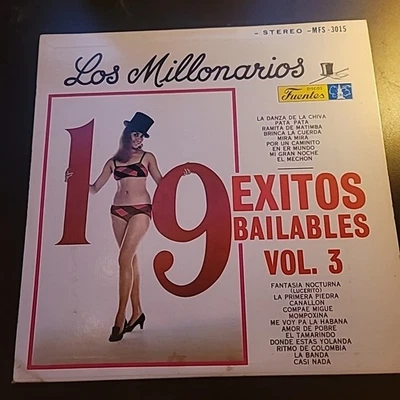 - STEREO - MFS - 3015
Los Millonarios
DISCOS
Fuentes
LA DANZA DE LA CHIVA
PATA PATA
RAMITA DE MATIMBA
BRINCA LA CUERDA
MIRA MIRA
POR UN CAMINITO
EN ER MUNDO
MI GRAN NOCHE
EL MECHON
19 EXITOS
BAILABLES
VOL. 3
FANTASIA NOCTURNA
(LUCERITO)
LA PRIMERA PIEDRA
CANALLON
COMPAE MIGUE
MOMPOXINA
ME VOY PA LA HABANA
AMOR DE POBRE
EL TAMARINDO
DONDE ESTAS YOLANDA
RITMO DE COLOMBIA
LA BANDA
CASI NADA